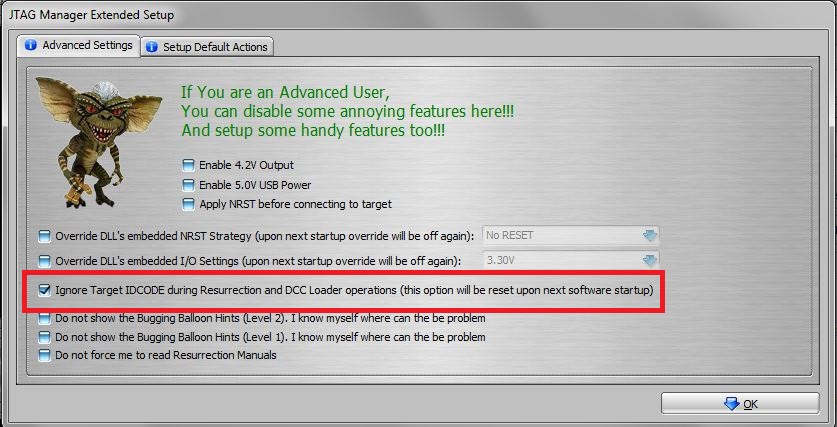 JTAG Manager Extended Setup
Advanced Settings
Setup Default Actions
If You are an Advanced User,
You can disable some annoying features here!!!
And setup some handy features too!!!
Enable 4.2V Output
Enable 5.0V USB Power
Apply NRST before connecting to target
Override DLL's embedded NRST Strategy (upon next startup override will be off again):
No RESET
Override DLL's embedded I/O Settings (upon next startup override will be off again):
3.30V
Ignore Target IDCODE during Resurrection and DCC Loader operations (this option will be reset upon next software startup)
Do not show the Bugging Balloon Hints (Level 2). I know myself where can the be problem
Do not show the Bugging Balloon Hints (Level 1). I know myself where can the be problem
Do not force me to read Resurrection Manuals
OK